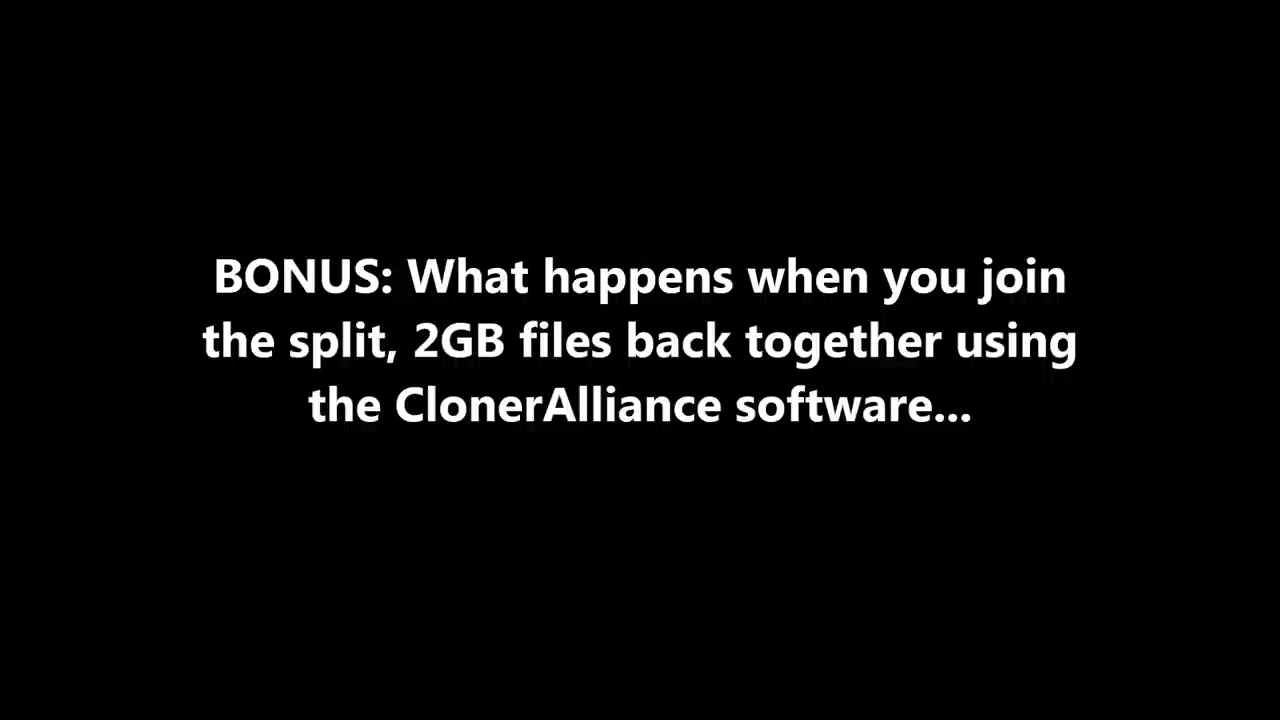 BONUS: What happens when you join
the split, 2GB files back together using
the ClonerAlliance software...